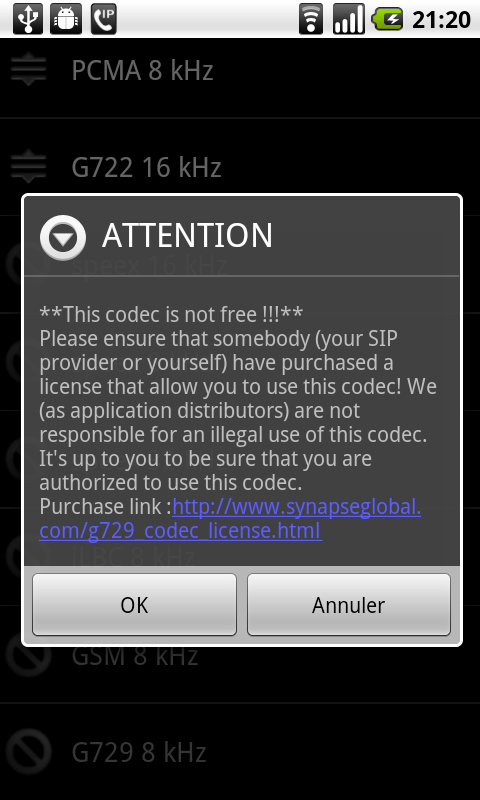 IP
21:20
PCMA 8 kHz
G722 16 kHz
ATTENTION
speex 16 kHz
**This codec is not free !!!**
Please ensure that somebody (your SIP
provider or yourself) have purchased a
license that allow you to use this codec! We
(as application distributors) are not
responsible for an illegal use of this codec.
It's up to you to be sure that you are
authorized to use this codec.
Purchase link :http://www.synapseglobal.
com/g729_codec_license.html
iLBC 8 kHz
OK
Annuler
GSM 8 kHz
G729 8 kHz